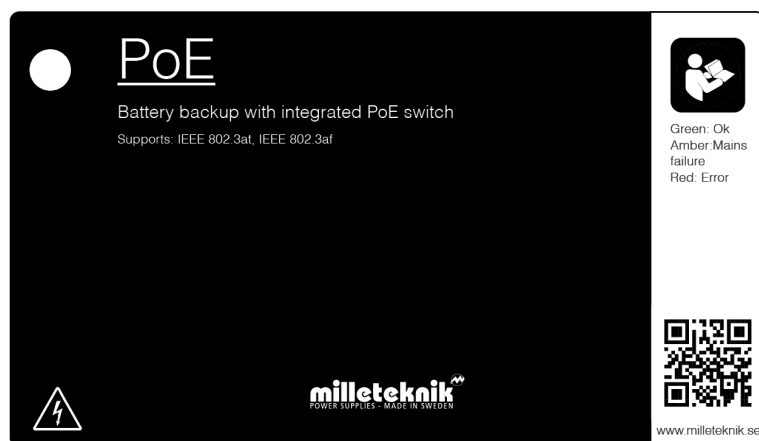 PoE
Battery backup with integrated PoE switch
Supports: IEEE 802.3at, IEEE 802.3af
Green: Ok
Amber:Mains
failure
Red: Error
milleteknik
POWER SUPPLIES - MADE IN SWEDEN
www.milleteknik.se